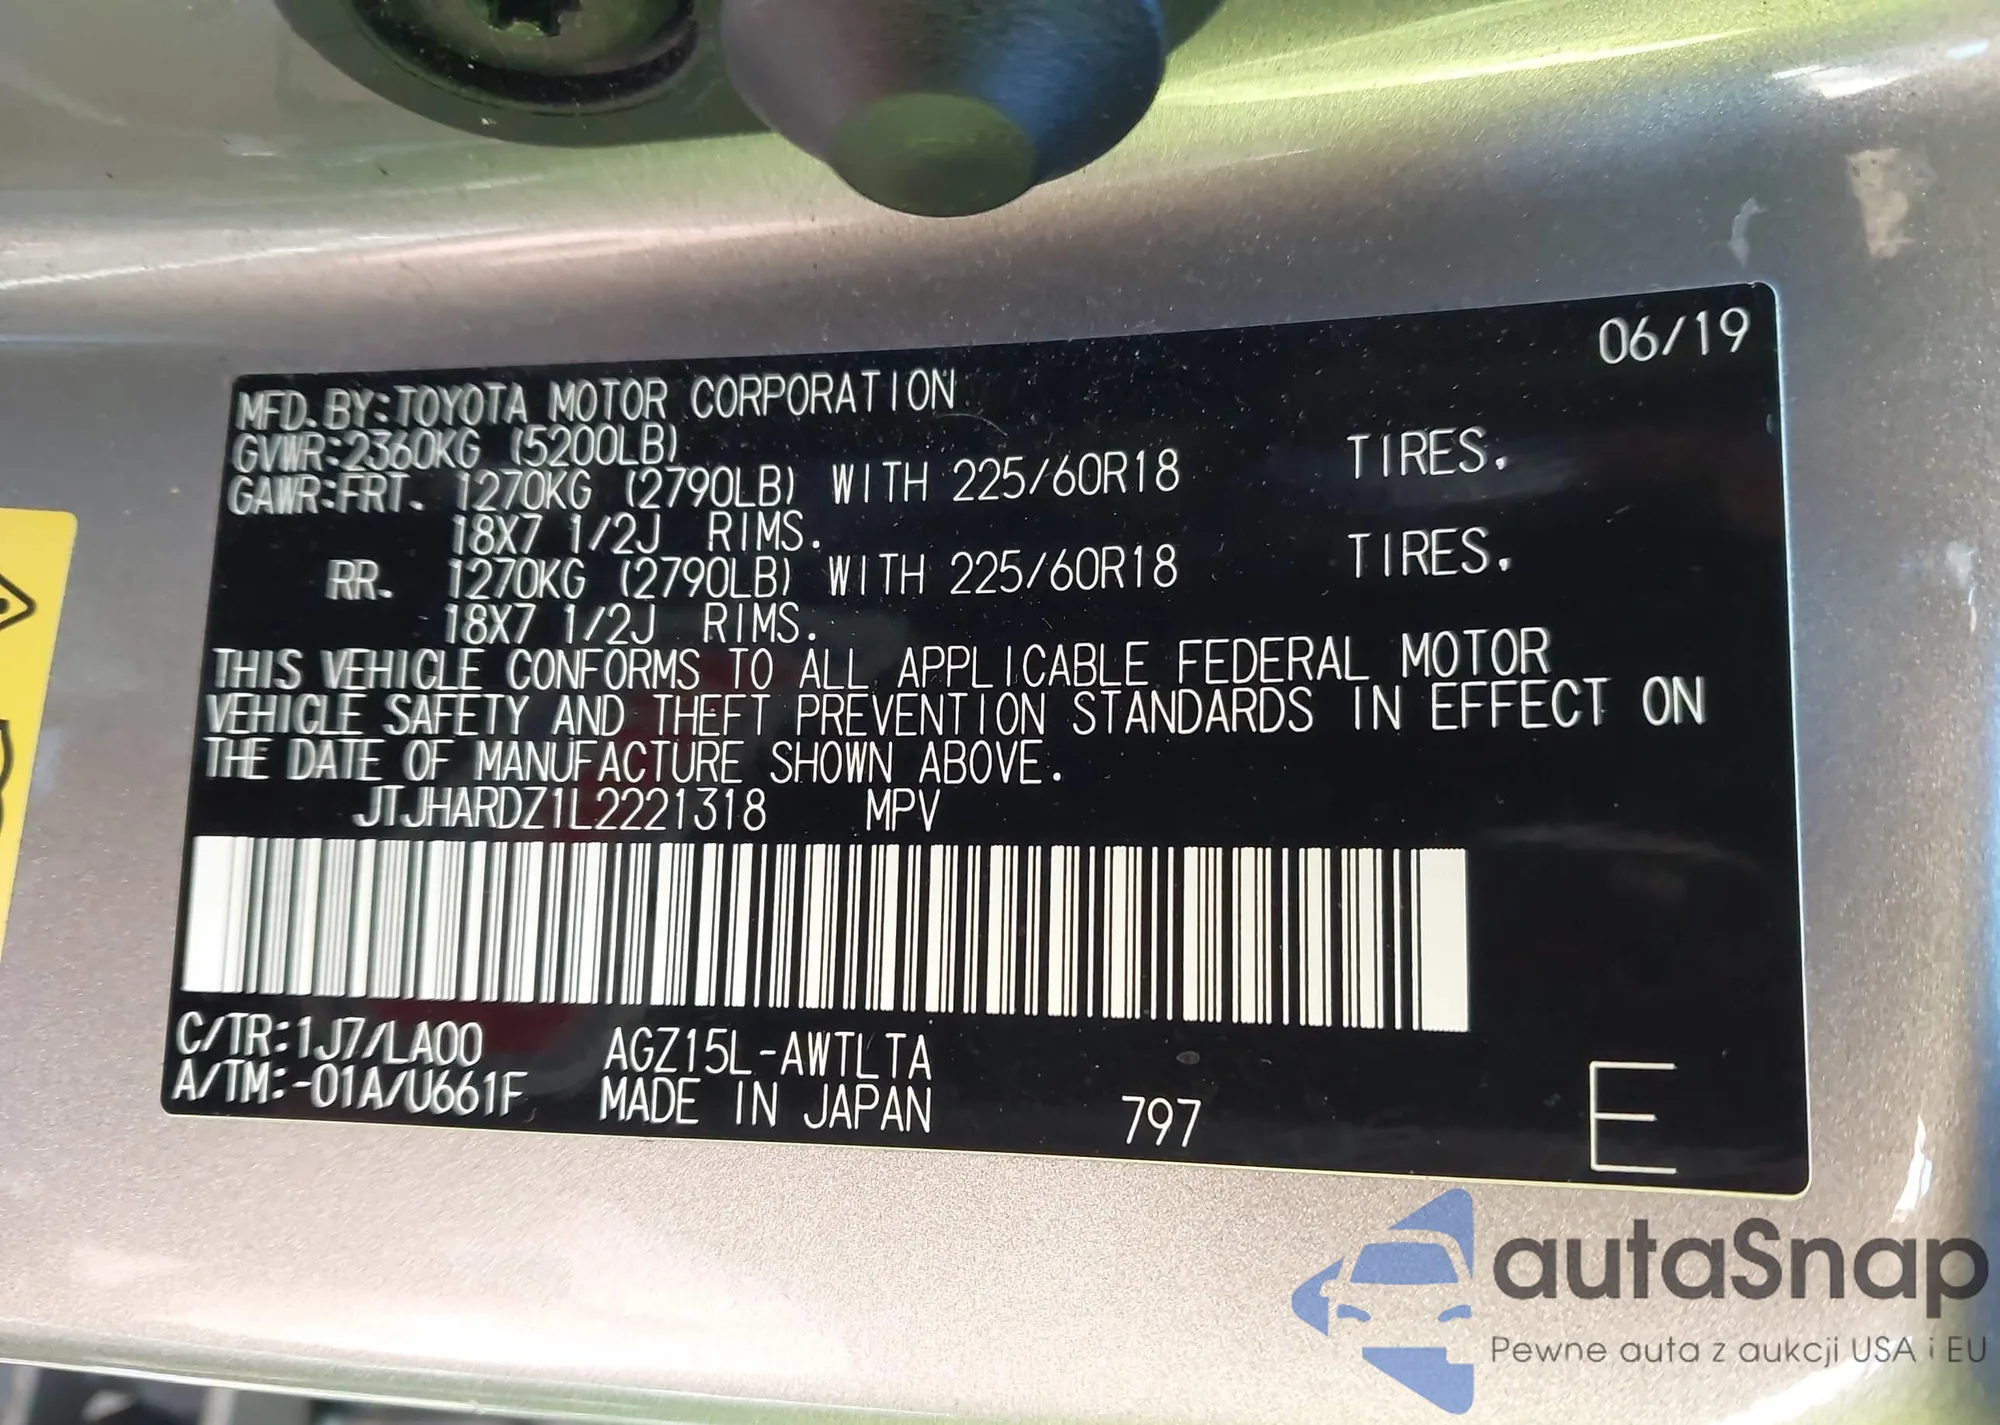 06/19
MFD.BY:TOYOTA MOTOR CORPORATION
GVWR:2360KG (5200LB)
GAWR:FRT. 1270KG (2790LB) WITH 225/60R18 TIRES.
18X7 1/2J RIMS.
RR. 1270KG (2790LB) WITH 225/60R18 TIRES.
18X7 1/2J RIMS.
THIS VEHICLE CONFORMS TO ALL APPLICABLE FEDERAL MOTOR
VEHICLE SAFETY AND THEFT PREVENTION STANDARDS IN EFFECT ON
THE DATE OF MANUFACTURE SHOWN ABOVE.
JTJHARDZ1L2221318 MPV
C/TR:1J7/LA00 AGZ15L-AWTLTA
A/TM:-01A/U661F MADE IN JAPAN 797 E
autaSnap
Pewne auta z aukcji USA i EU